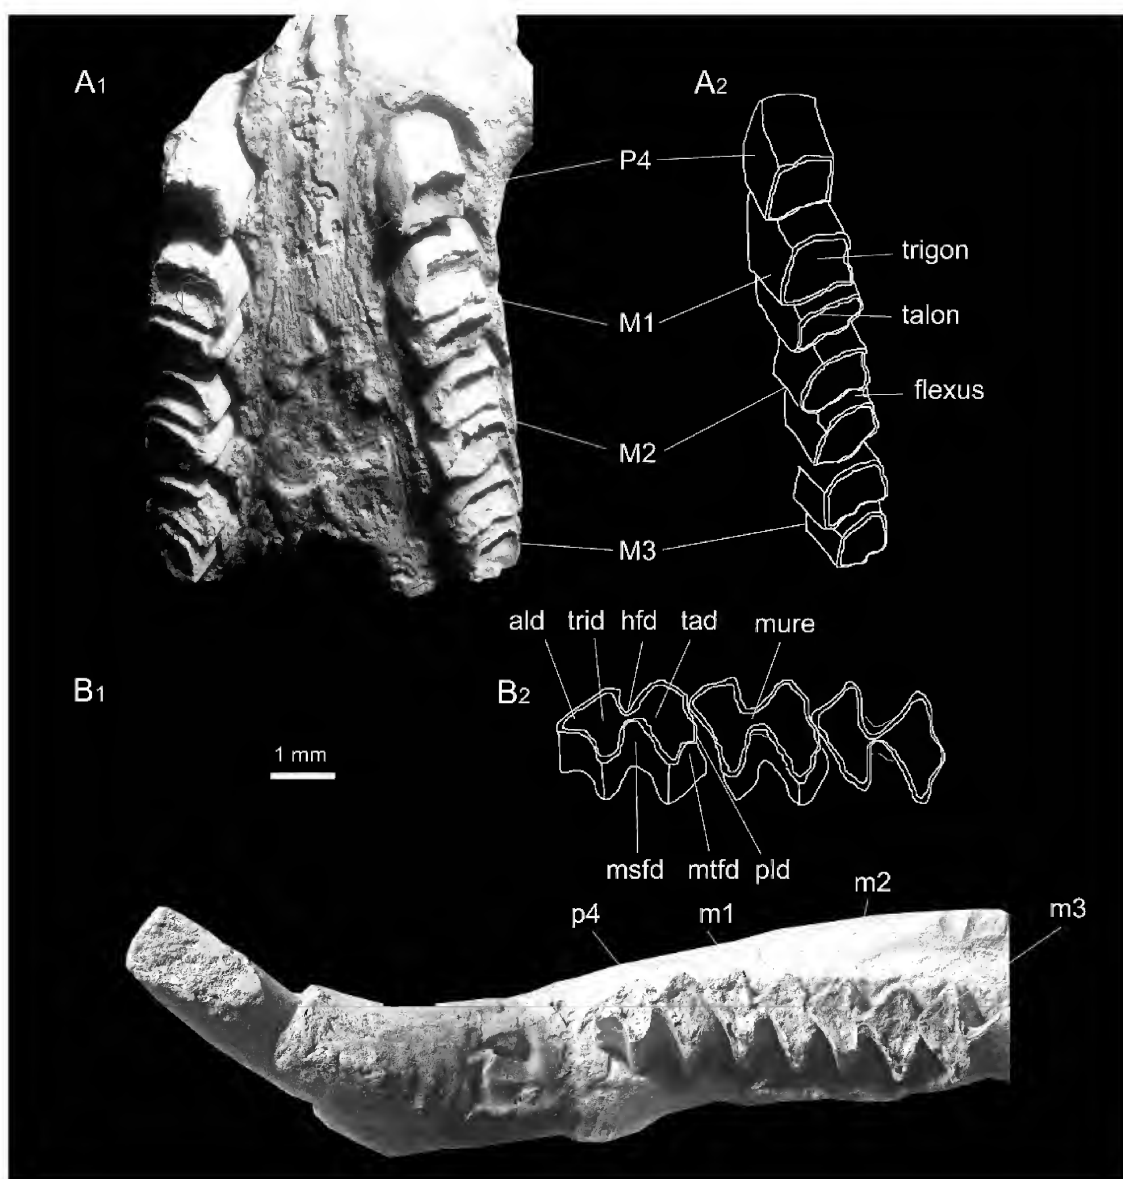 A1 A2
P4
trigon
M1 talon
flexus
M2
M3
ald trid hfd tad mure
B1 B2
1 mm
msfd mtfd pld
m2
p4 m1 m3